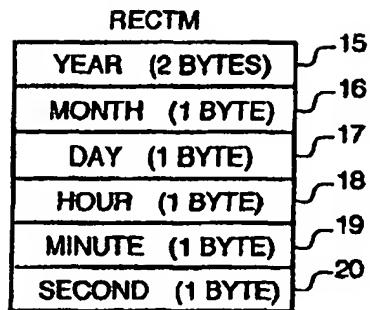 RECTM
YEAR (2 BYTES) 15
MONTH (1 BYTE) 16
DAY (1 BYTE) 17
HOUR (1 BYTE) 18
MINUTE (1 BYTE) 19
SECOND (1 BYTE) 20